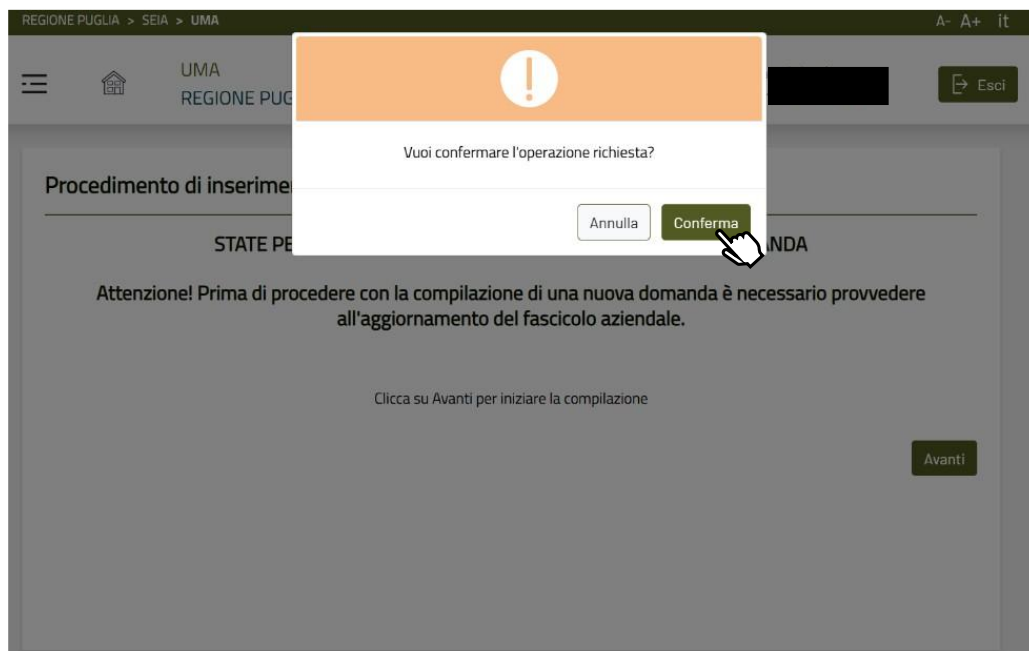 REGIONE PUGLIA > SEIA > UMA
A- A+ it
UMA
REGIONE PUG
Esci
Vuoi confermare l'operazione richiesta?
Annulla
Conferma
Procedimento di inserime
STATE PE
NDA
Attenzione! Prima di procedere con la compilazione di una nuova domanda è necessario provvedere
all'aggiornamento del fascicolo aziendale.
Clicca su Avanti per iniziare la compilazione
Avanti